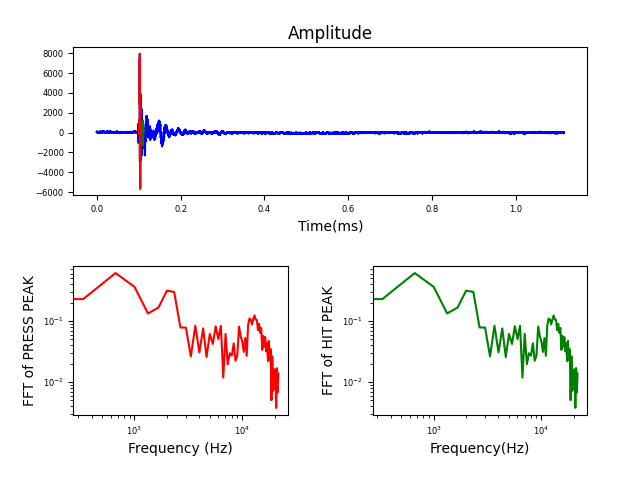 Amplitude
8000
6000
4000
2000
0
−2000
−4000
−6000
0.0 0.2 0.4 0.6 0.8 1.0
Time(ms)
FFT of PRESS PEAK
10⁻¹
10⁻²
10³ 10⁴
Frequency (Hz)
FFT of HIT PEAK
10⁻¹
10⁻²
10³ 10⁴
Frequency(Hz)